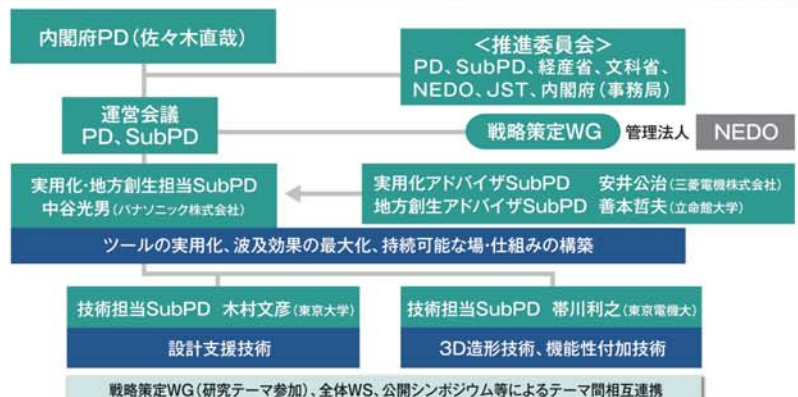 内閣府PD(佐々木直哉)
＜推進委員会＞
PD、SubPD、経産省、文科省、
NEDO、JST、内閣府(事務局)
運営会議
PD、SubPD
戦略策定WG 管理法人 NEDO
実用化・地方創生担当SubPD
中谷光男(パナソニック株式会社)
実用化アドバイザSubPD 安井公治(三菱電機株式会社)
地方創生アドバイザSubPD 善本哲夫(立命館大学)
ツールの実用化、波及効果の最大化、持続可能な場・仕組みの構築
技術担当SubPD 木村文彦(東京大学)
設計支援技術
技術担当SubPD 帯川利之(東京電機大)
3D造形技術、機能性付加技術
戦略策定WG(研究テーマ参加)、全体WS、公開シンポジウム等によるテーマ間相互連携